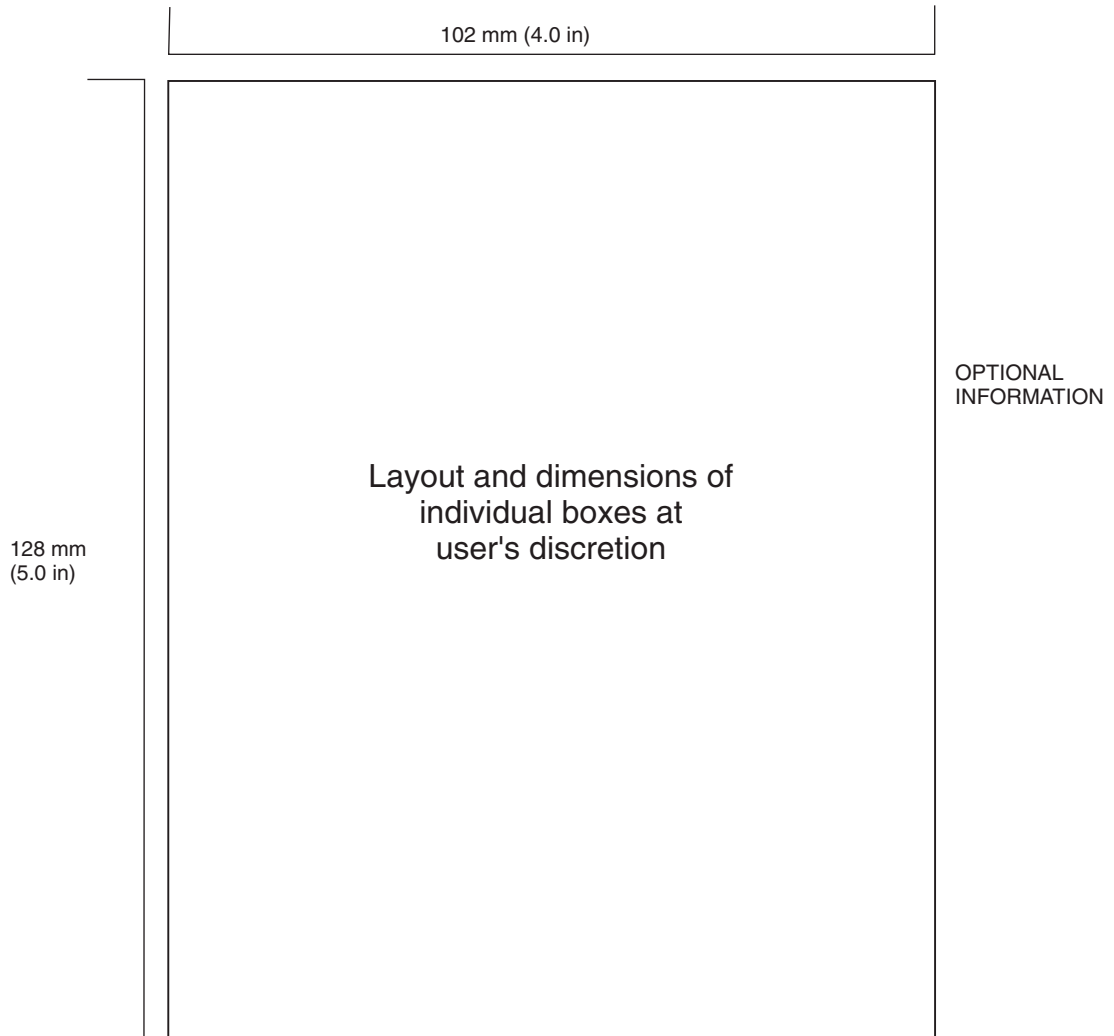 102 mm (4.0 in)
OPTIONAL
INFORMATION
Layout and dimensions of
individual boxes at
user's discretion
128 mm
(5.0 in)